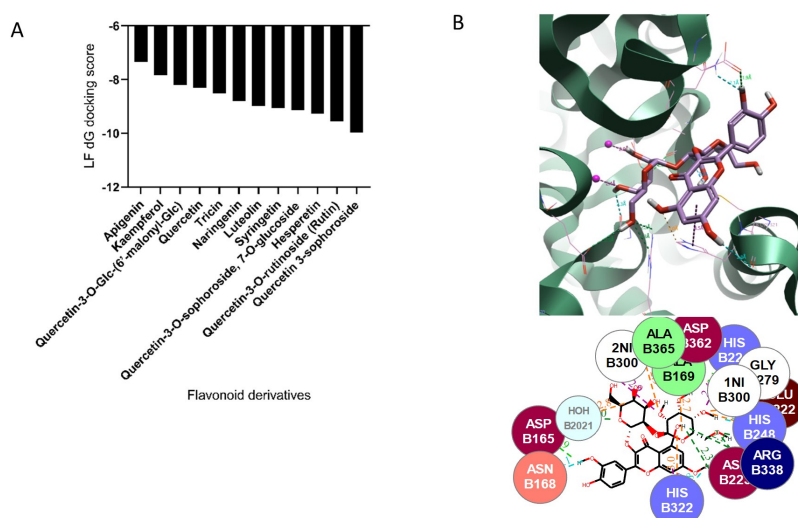 A
LF dG docking score
-6
-8
-10
-12
Apigenin
Kaempferol
Quercetin-3-O-Glc-(6'-malonyl-Glc)
Quercetin
Tricin
Naringenin
Luteolin
Syringetin
Quercetin-3-O-sophoroside, 7-O-glucoside
Hesperetin
Quercetin-3-O-rutinoside (Rutin)
Quercetin 3-sophoroside
Flavonoid derivatives
B
2NI
B300
ALA
B365
ASP
B362
HIS
B169
GLY
1NI
B300
HOH
B2021
ASP
B165
HIS
B248
ASN
B168
ARG
B338
HIS
B322